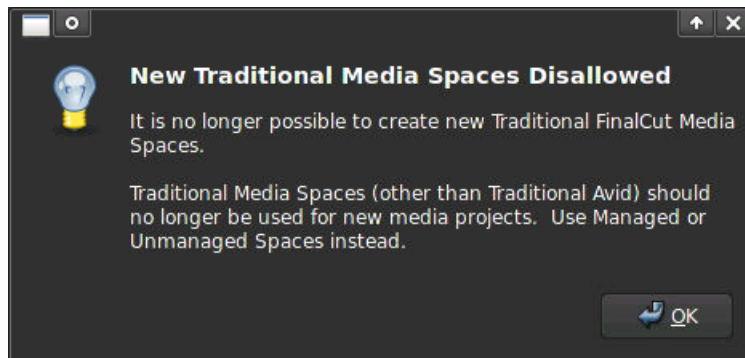 New Traditional Media Spaces Disallowed
It is no longer possible to create new Traditional FinalCut Media
Spaces.
Traditional Media Spaces (other than Traditional Avid) should
no longer be used for new media projects.  Use Managed or
Unmanaged Spaces instead.
OK